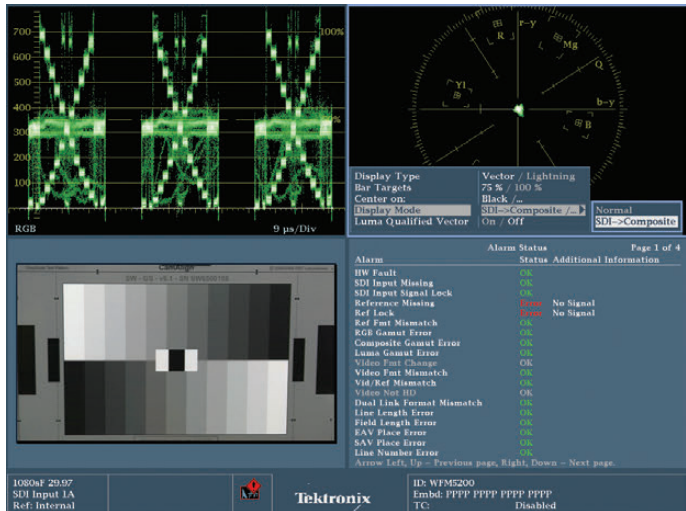 700
600
500
400
300
200
100
100%
RGB
9 µs/Div
r-y
R
Mg
Q
Yl
b-y
B
Display Type Vector / Lightning
Bar Targets 75 % / 100 %
Center on: Black /...
Display Mode SDI->Composite /...
Luma Qualified Vector On / Off
Normal
SDI->Composite
CamAlign
Alarm Status Page 1 of 4
Alarm Status Additional Information
HW Fault OK
SDI Input Missing OK
SDI Input Signal Lock OK
Reference Missing Error No Signal
Ref Lock Error No Signal
Ref Fmt Mismatch OK
RGB Gamut Error OK
Composite Gamut Error OK
Luma Gamut Error OK
Video Fmt Change OK
Video Fmt Mismatch OK
Vid/Ref Mismatch OK
Video Not HD OK
Dual Link Format Mismatch OK
Line Length Error OK
Field Length Error OK
EAV Place Error OK
SAV Place Error OK
Line Number Error OK
Arrow Left, Up - Previous page, Right, Down - Next page.
1080sF 29.97
SDI Input 1A
Ref: Internal
Tektronix
ID: WFM5200
Embd: PPPP PPPP PPPP PPPP
TC: Disabled